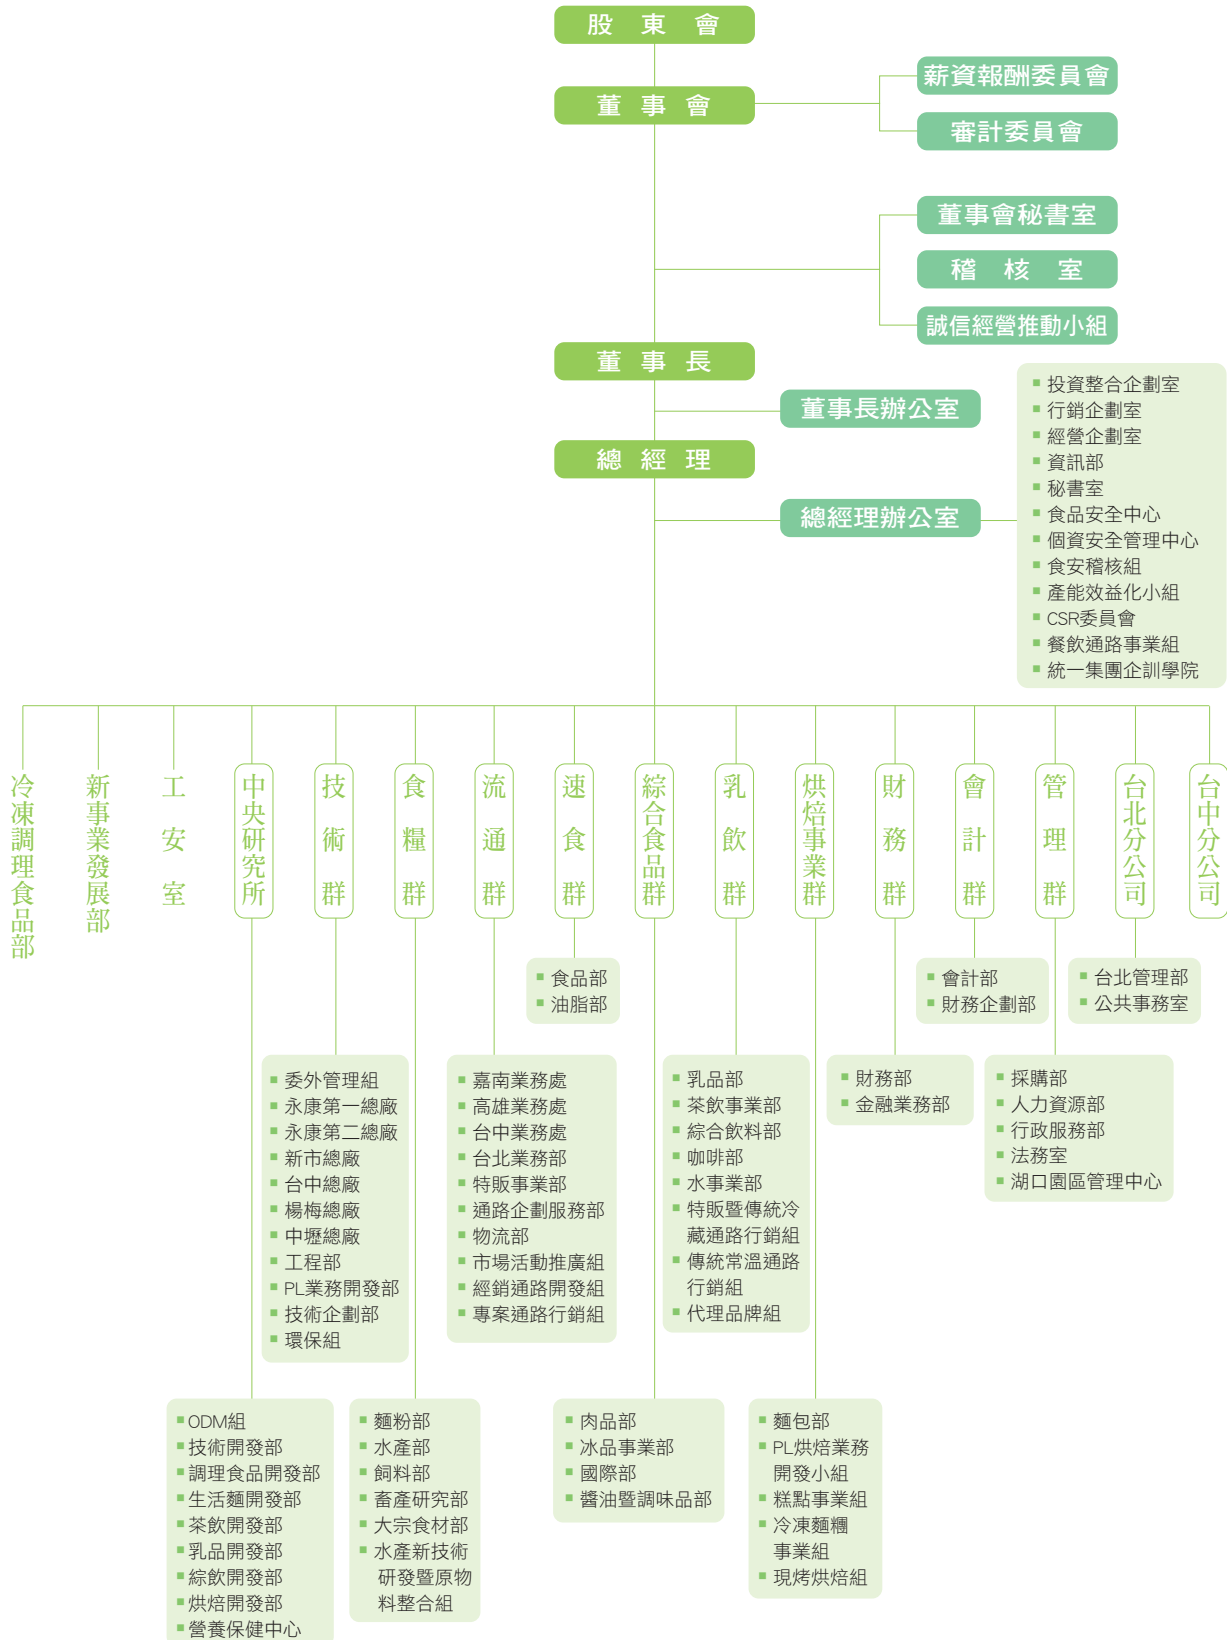 股東會
董事會
薪資報酬委員會
審計委員會
董事會秘書室
稽核室
誠信經營推動小組
董事長
董事長辦公室
總經理
總經理辦公室
投資整合企劃室
行銷企劃室
經營企劃室
資訊部
秘書室
食品安全中心
個資安全管理中心
食安稽核組
產能效益化小組
CSR委員會
餐飲通路事業組
統一集團企訓學院
冷凍調理食品部
新事業發展部
工安室
中央研究所
技術群
食糧群
流通群
速食群
綜合食品群
乳飲群
烘焙事業群
財務群
會計群
管理群
台北分公司
台中分公司
食品部
油脂部
會計部
財務企劃部
台北管理部
公共事務室
委外管理組
永康第一總廠
永康第二總廠
新市總廠
台中總廠
楊梅總廠
中壢總廠
工程部
PL業務開發部
技術企劃部
環保組
嘉南業務處
高雄業務處
台中業務處
台北業務部
特販事業部
通路企劃服務部
物流部
市場活動推廣組
經銷通路開發組
專案通路行銷組
乳品部
茶飲事業部
綜合飲料部
咖啡部
水事業部
特販暨傳統冷
藏通路行銷組
傳統常溫通路
行銷組
代理品牌組
財務部
金融業務部
採購部
人力資源部
行政服務部
法務室
湖口園區管理中心
ODM組
技術開發部
調理食品開發部
生活麵開發部
茶飲開發部
乳品開發部
綜飲開發部
烘焙開發部
營養保健中心
麵粉部
水產部
飼料部
畜產研究部
大宗食材部
水產新技術
研發暨原物
料整合組
肉品部
冰品事業部
國際部
醬油暨調味品部
麵包部
PL烘焙業務
開發小組
糕點事業組
冷凍麵糰
事業組
現烤烘焙組